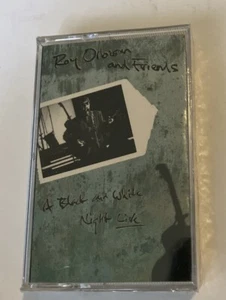 Roy Orbison
and Friends
A Black and White
Night Live